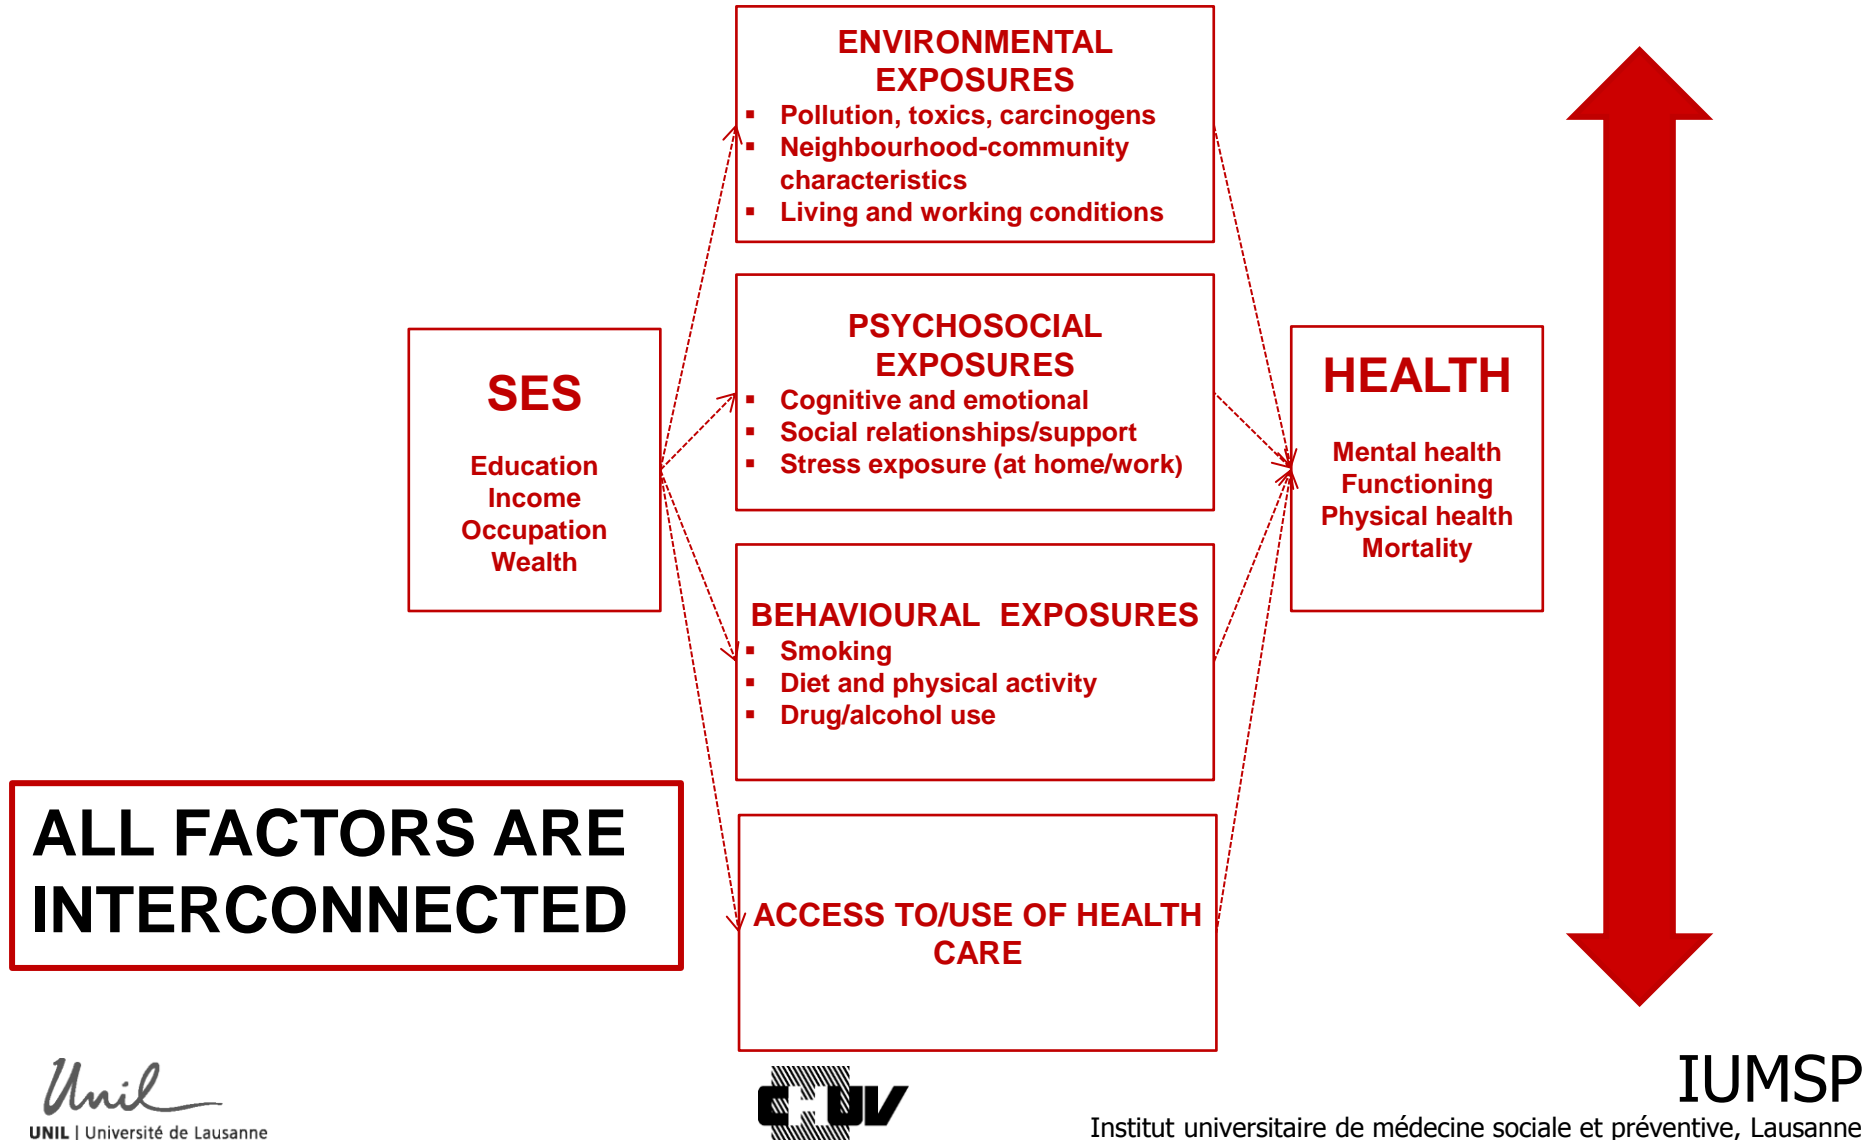 ENVIRONMENTAL
EXPOSURES
▪ Pollution, toxics, carcinogens
▪ Neighbourhood-community
characteristics
▪ Living and working conditions
SES
Education
Income
Occupation
Wealth
PSYCHOSOCIAL
EXPOSURES
▪ Cognitive and emotional
▪ Social relationships/support
▪ Stress exposure (at home/work)
HEALTH
Mental health
Functioning
Physical health
Mortality
BEHAVIOURAL EXPOSURES
▪ Smoking
▪ Diet and physical activity
▪ Drug/alcohol use
ALL FACTORS ARE
INTERCONNECTED
ACCESS TO/USE OF HEALTH
CARE
Unil
UNIL | Université de Lausanne
CHUV
IUMSP
Institut universitaire de médecine sociale et préventive, Lausanne